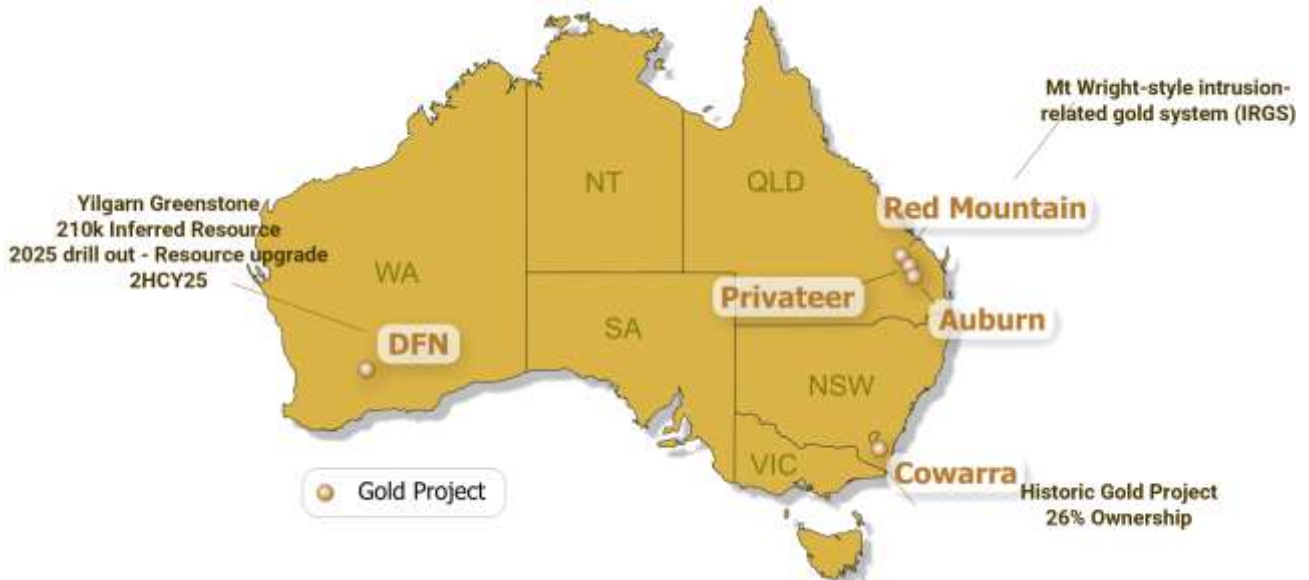 Mt Wright-style intrusion-
related gold system (IRGS)
NT
QLD
Yilgarn Greenstone
210k Inferred Resource
2025 drill out - Resource upgrade
2HCY25
Red Mountain
WA
Privateer
SA
Auburn
DFN
NSW
VIC
Cowarra
Gold Project
Historic Gold Project
26% Ownership